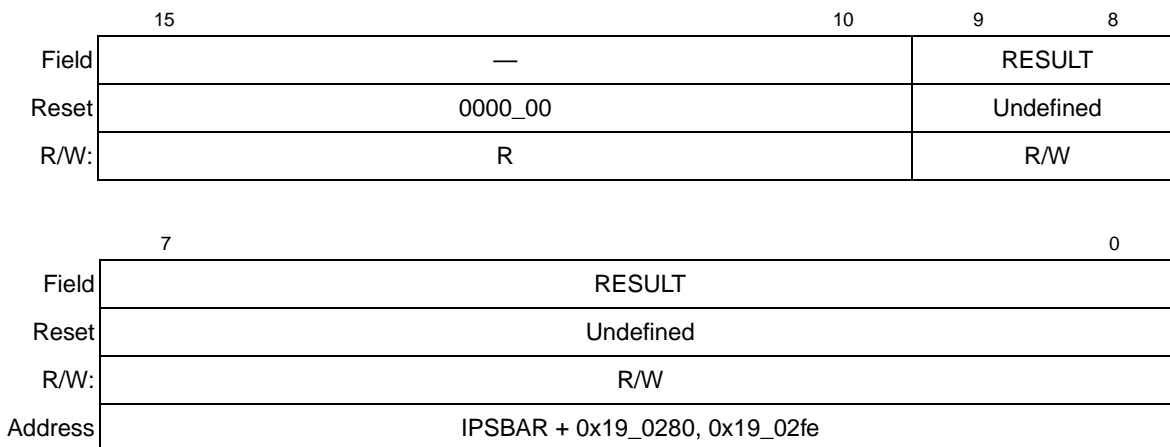 15 10 9 8
Field — RESULT
Reset 0000_00 Undefined
R/W: R R/W
7 0
Field RESULT
Reset Undefined
R/W: R/W
Address IPSBAR + 0x19_0280, 0x19_02fe